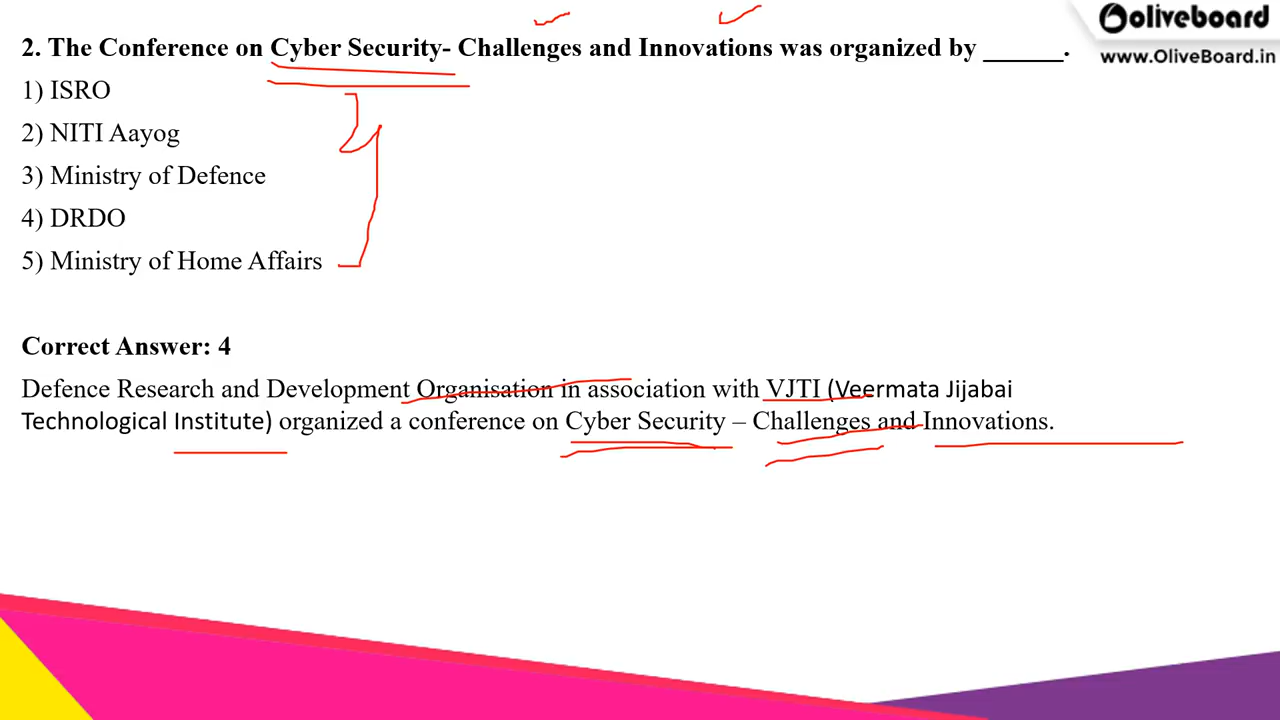 oliveboard
www.OliveBoard.in
2. The Conference on Cyber Security- Challenges and Innovations was organized by ______.
1) ISRO
2) NITI Aayog
3) Ministry of Defence
4) DRDO
5) Ministry of Home Affairs
Correct Answer: 4
Defence Research and Development Organisation in association with VJTI (Veermata Jijabai
Technological Institute) organized a conference on Cyber Security – Challenges and Innovations.